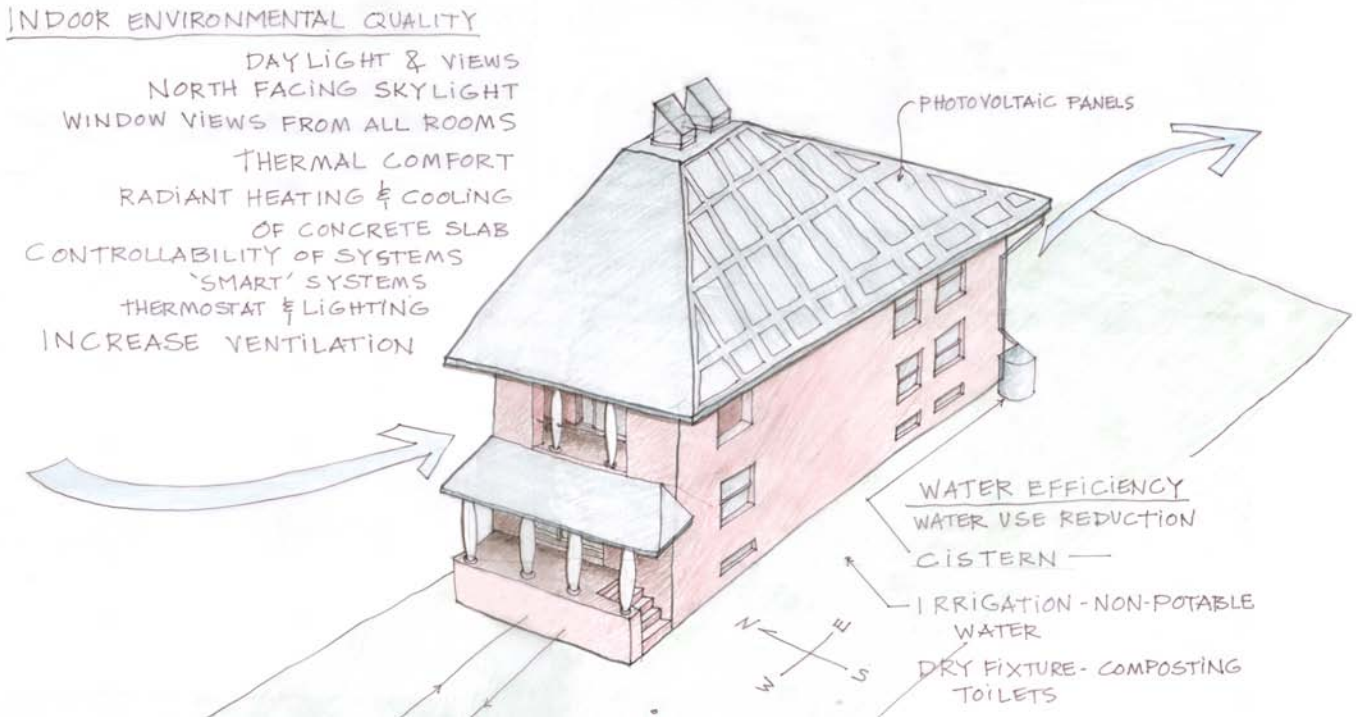 INDOOR ENVIRONMENTAL QUALITY
DAYLIGHT & VIEWS
NORTH FACING SKYLIGHT
WINDOW VIEWS FROM ALL ROOMS
THERMAL COMFORT
RADIANT HEATING & COOLING
OF CONCRETE SLAB
CONTROLLABILITY OF SYSTEMS
'SMART' SYSTEMS
THERMOSTAT & LIGHTING
INCREASE VENTILATION
PHOTOVOLTAIC PANELS
WATER EFFICIENCY
WATER USE REDUCTION
CISTERN
IRRIGATION - NON-POTABLE
WATER
DRY FIXTURE - COMPOSTING
TOILETS
N
E
W
S